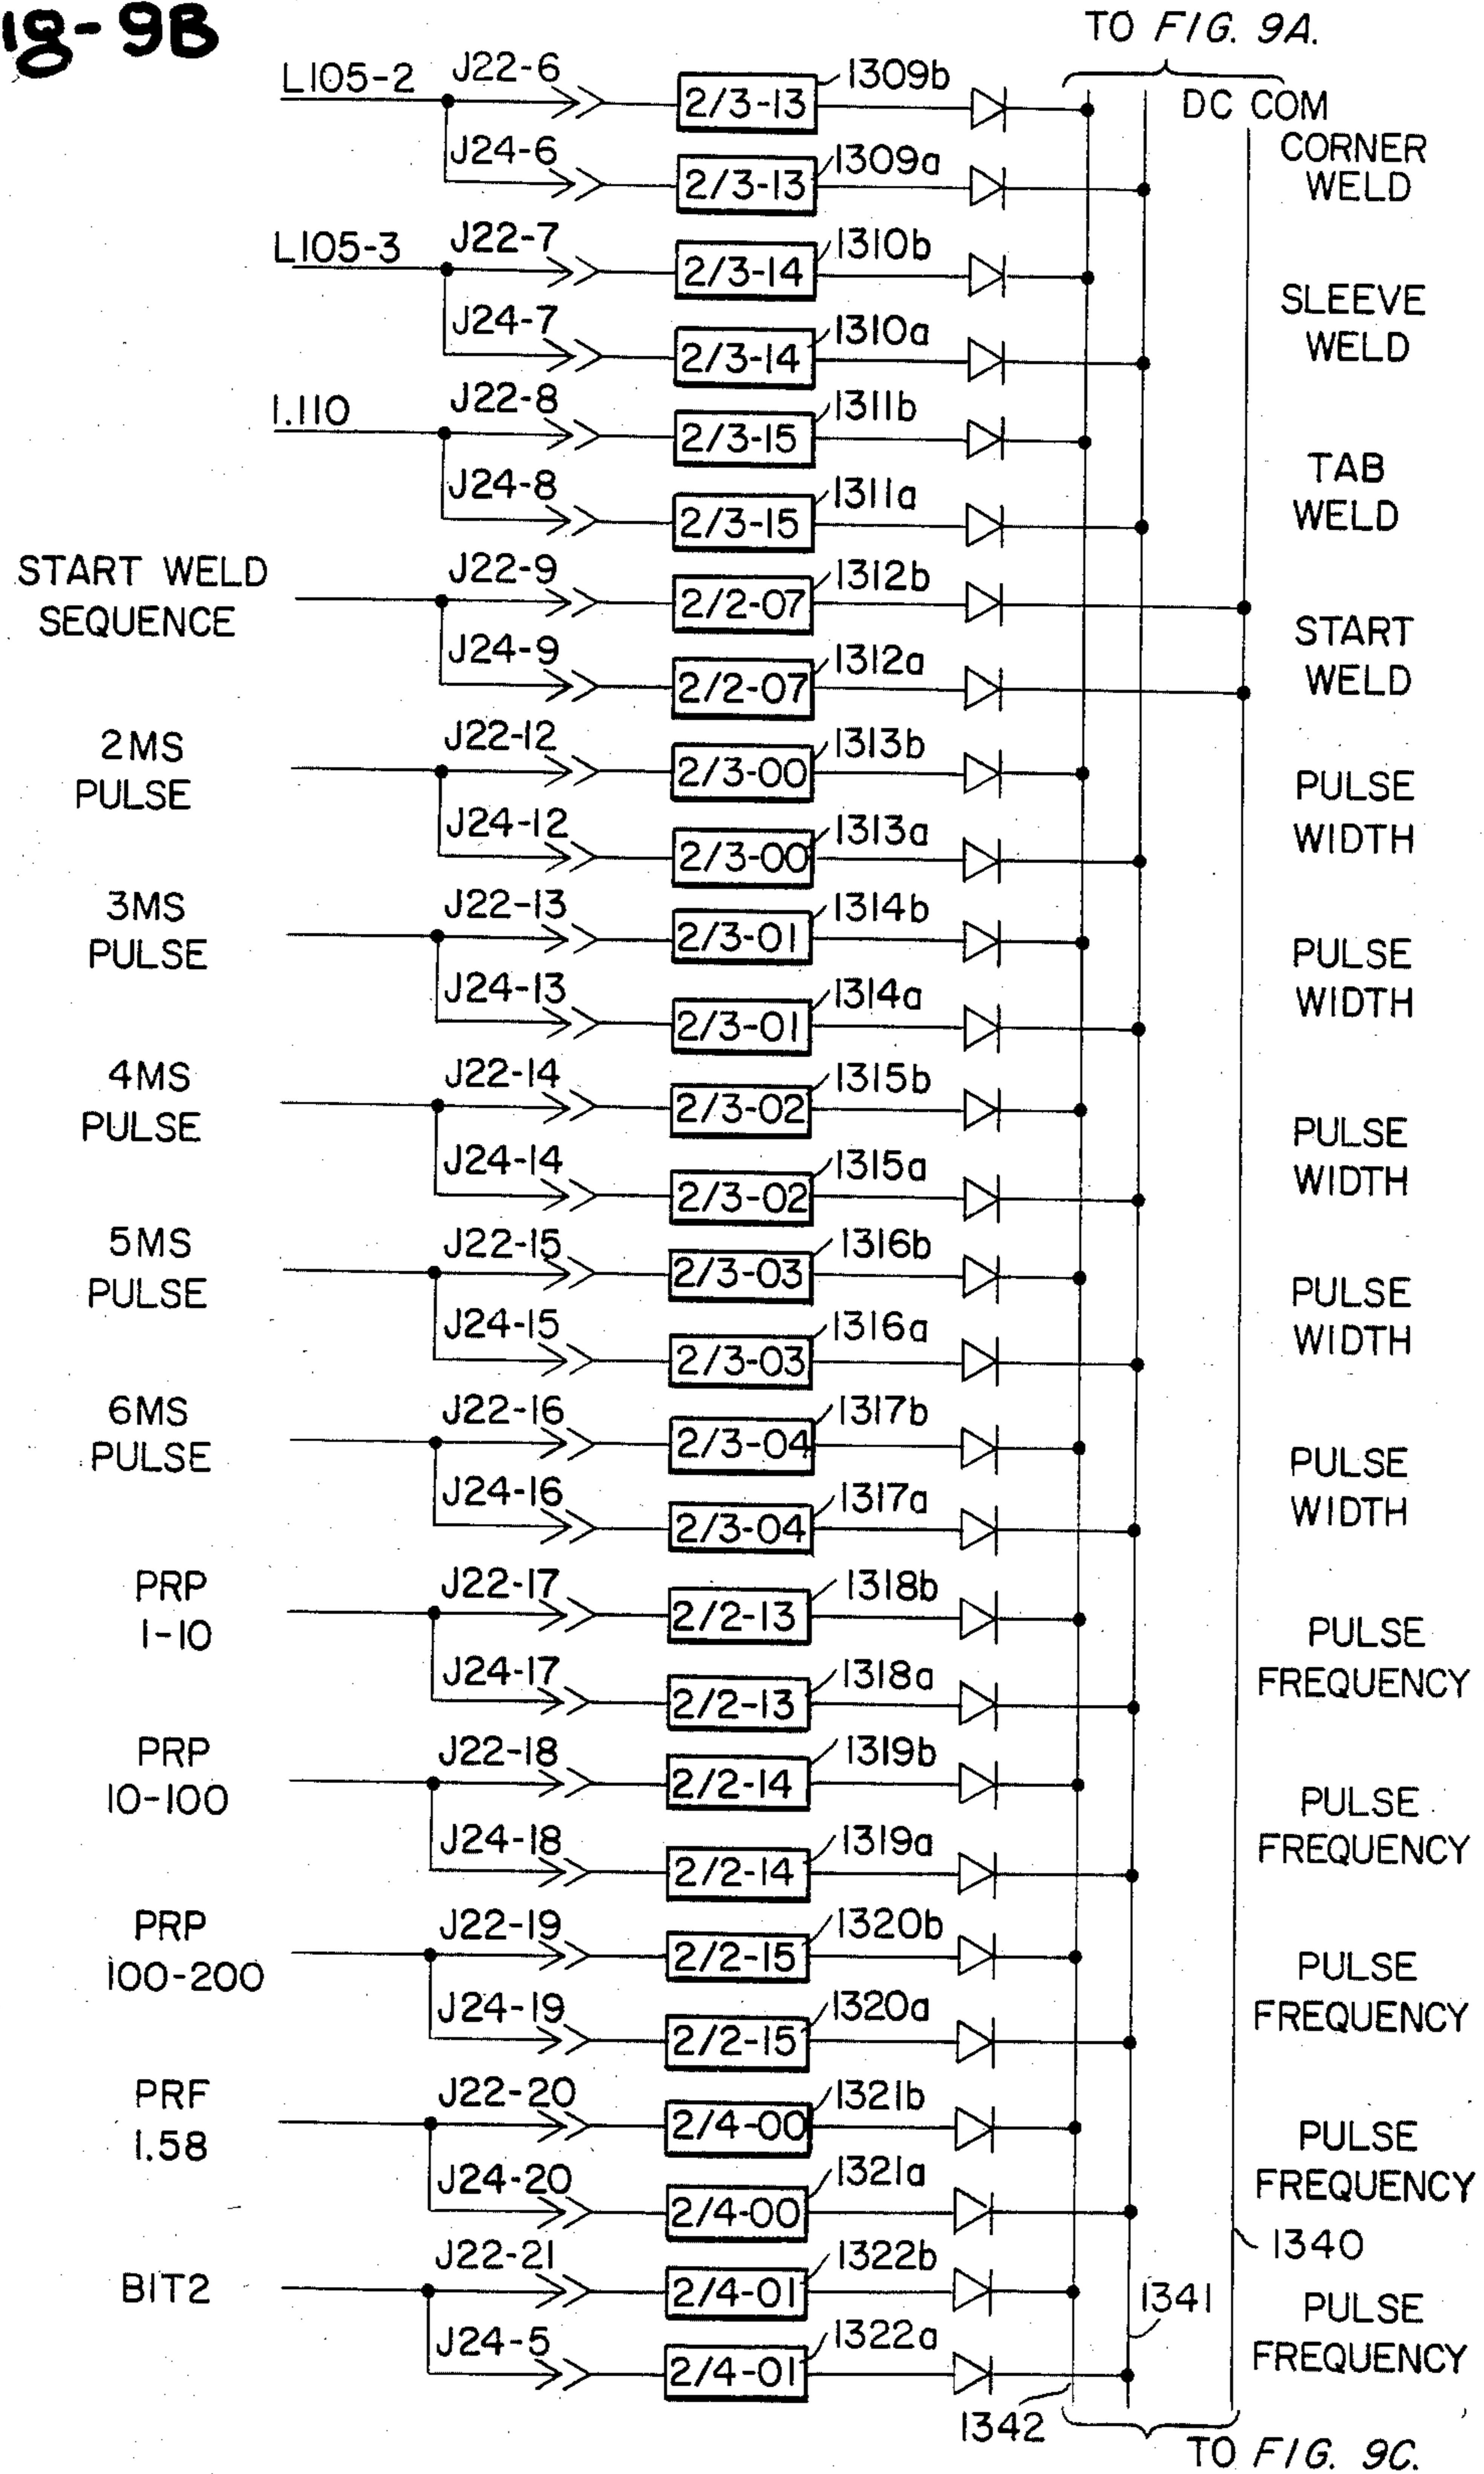 ig-9B
TO FIG. 9A.
L105-2
J22-6
2/3-13
1309b
DC COM
J24-6
2/3-13
1309a
CORNER
WELD
L105-3
J22-7
2/3-14
1310b
J24-7
2/3-14
1310a
SLEEVE
WELD
1.110
J22-8
2/3-15
1311b
J24-8
2/3-15
1311a
TAB
WELD
START WELD
SEQUENCE
J22-9
2/2-07
1312b
J24-9
2/2-07
1312a
START
WELD
2MS
PULSE
J22-12
2/3-00
1313b
J24-12
2/3-00
1313a
PULSE
WIDTH
3MS
PULSE
J22-13
2/3-01
1314b
J24-13
2/3-01
1314a
PULSE
WIDTH
4MS
PULSE
J22-14
2/3-02
1315b
J24-14
2/3-02
1315a
PULSE
WIDTH
5MS
PULSE
J22-15
2/3-03
1316b
J24-15
2/3-03
1316a
PULSE
WIDTH
6MS
PULSE
J22-16
2/3-04
1317b
J24-16
2/3-04
1317a
PULSE
WIDTH
PRP
1-10
J22-17
2/2-13
1318b
J24-17
2/2-13
1318a
PULSE
FREQUENCY
PRP
10-100
J22-18
2/2-14
1319b
J24-18
2/2-14
1319a
PULSE
FREQUENCY
PRP
100-200
J22-19
2/2-15
1320b
J24-19
2/2-15
1320a
PULSE
FREQUENCY
PRF
1.58
J22-20
2/4-00
1321b
J24-20
2/4-00
1321a
PULSE
FREQUENCY
1340
BIT2
J22-21
2/4-01
1322b
J24-5
2/4-01
1322a
1341
PULSE
FREQUENCY
1342
TO FIG. 9C.